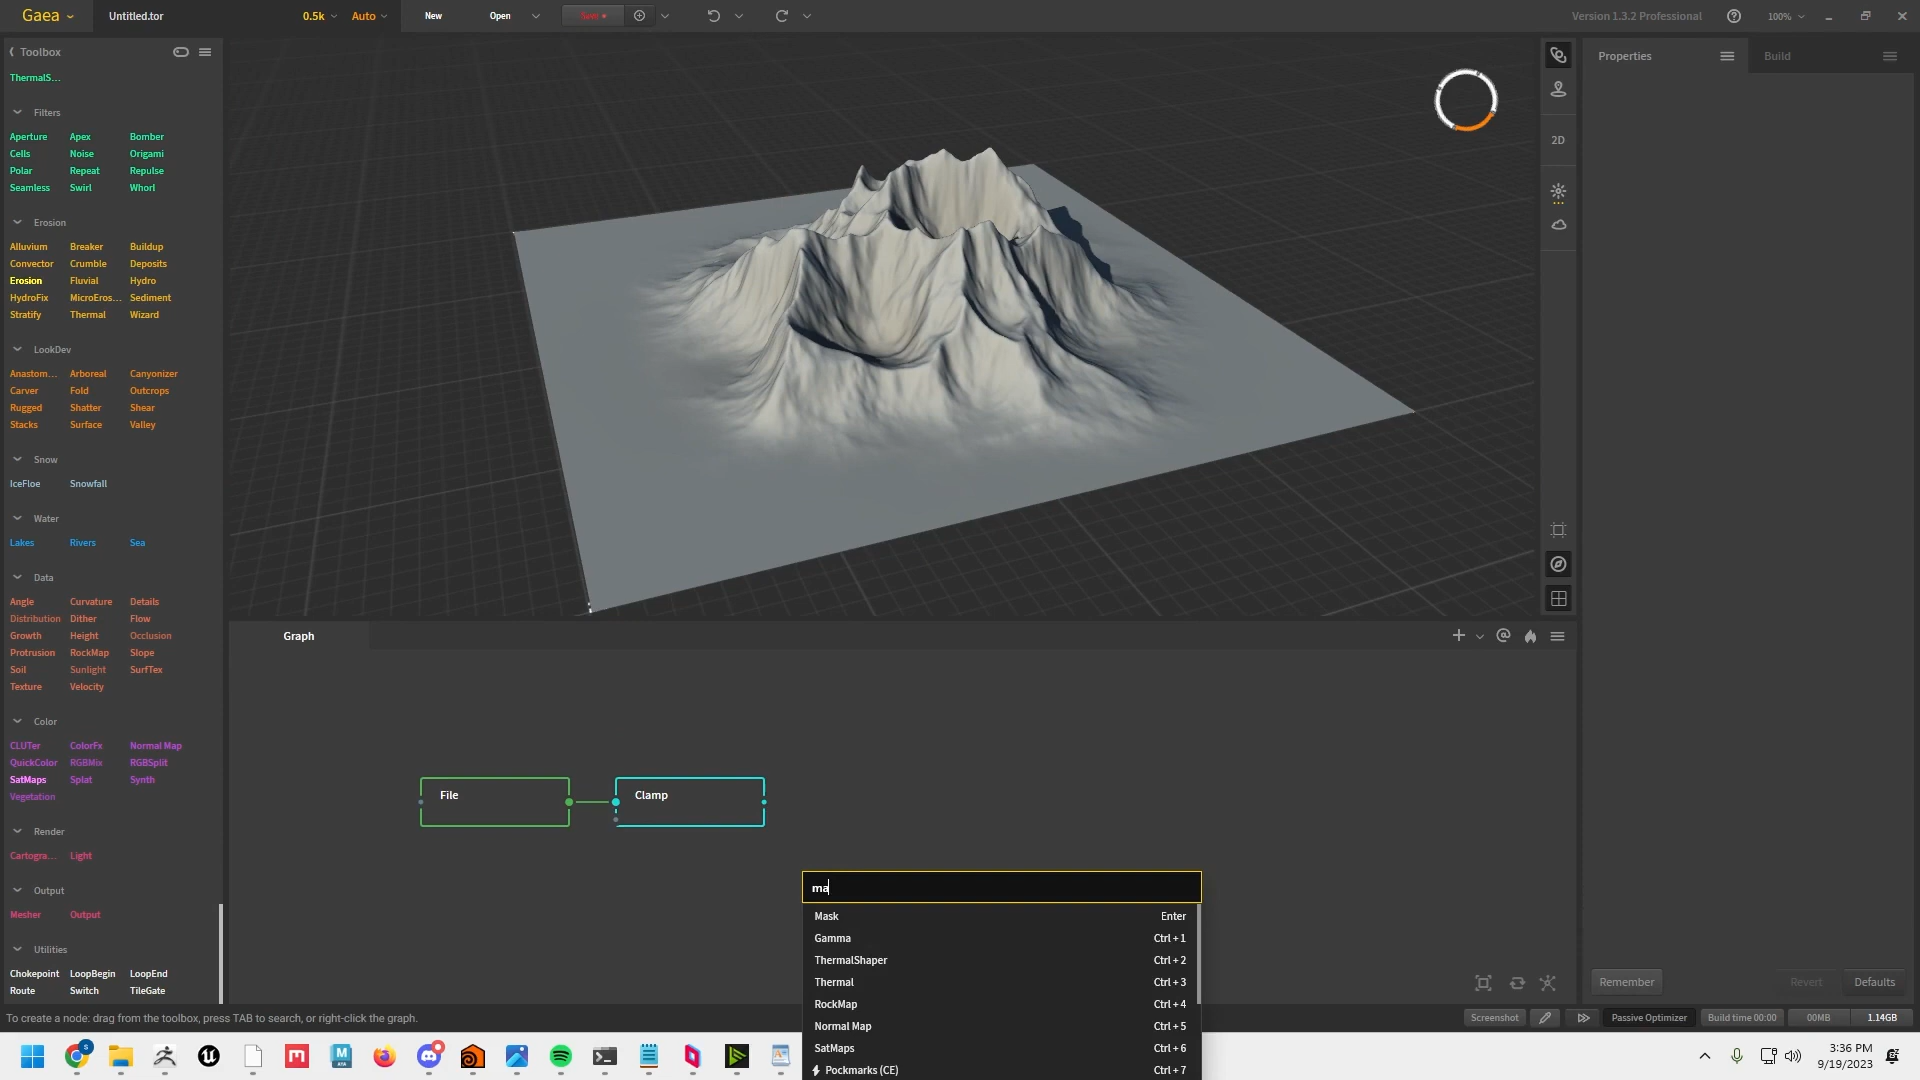 Gaea
Untitled.tor
0.5k
Auto
New
Open
Version 1.3.2 Professional
100%
Toolbox
ThermalS...
Filters
Aperture Apex Bomber
Cells Noise Origami
Polar Repeat Repulse
Seamless Swirl Whorl
Erosion
Alluvium Breaker Buildup
Convector Crumble Deposits
Erosion Fluvial Hydro
HydroFix MicroEros... Sediment
Stratify Thermal Wizard
LookDev
Anastom... Arboreal Canyonizer
Carver Fold Outcrops
Rugged Shatter Shear
Stacks Surface Valley
Snow
IceFloe Snowfall
Water
Lakes Rivers Sea
Data
Angle Curvature Details
Distribution Dither Flow
Growth Height Occlusion
Protrusion RockMap Slope
Soil Sunlight SurfTex
Texture Velocity
Color
CLUTer ColorFx Normal Map
QuickColor RGBMix RGBSplit
SatMaps Splat Synth
Vegetation
Render
Cartogra... Light
Output
Mesher Output
Utilities
Chokepoint LoopBegin LoopEnd
Route Switch TileGate
2D
Properties
Build
Graph
File
Clamp
ma
Mask Enter
Gamma Ctrl + 1
ThermalShaper Ctrl + 2
Thermal Ctrl + 3
RockMap Ctrl + 4
Normal Map Ctrl + 5
SatMaps Ctrl + 6
Pockmarks (CE) Ctrl + 7
Remember
Revert
Defaults
To create a node: drag from the toolbox, press TAB to search, or right-click the graph.
Screenshot
Passive Optimizer
Build time 00:00
00MB
1.14GB
3:36 PM
9/19/2023